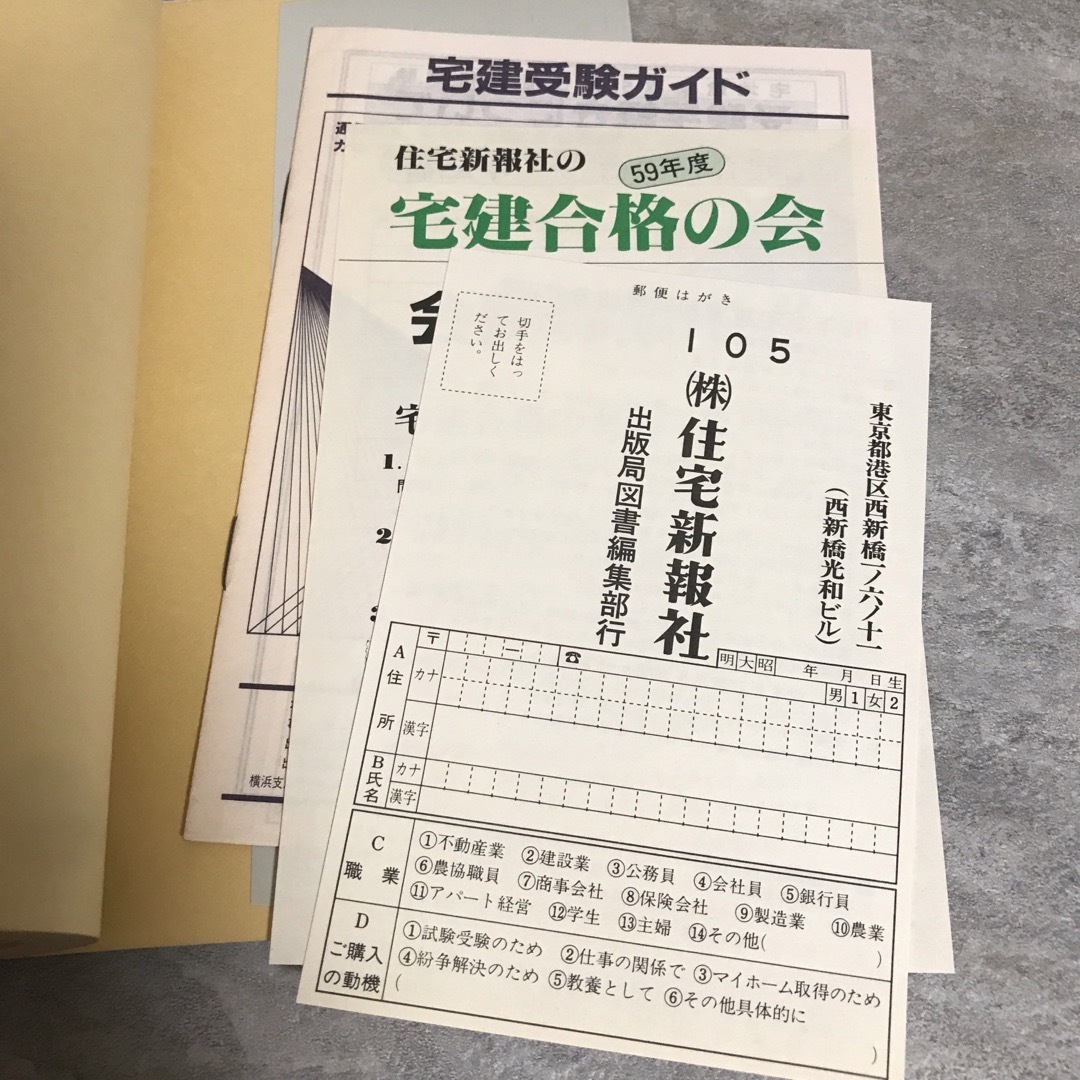 宅建受験ガイド
住宅新報社の
59年度
宅建合格の会
宅
1.
2
横浜支
郵便はがき
切手をはっ
てお出しく
ださい。
105
東京都港区西新橋一ノ六ノ十一
(西新橋光和ビル)
㈱住宅新報社
出版局図書編集部行
明 大 昭 年 月 日生
男 1 女 2
A 住所
〒 ー ☎
カナ
漢字
B 氏名
カナ
漢字
C 職業
①不動産業 ②建設業 ③公務員 ④会社員 ⑤銀行員
⑥農協職員 ⑦商事会社 ⑧保険会社 ⑨製造業 ⑩農業
⑪アパート経営 ⑫学生 ⑬主婦 ⑭その他( )
D ご購入の動機
①試験受験のため ②仕事の関係で ③マイホーム取得のため
④紛争解決のため ⑤教養として ⑥その他具体的に
( )